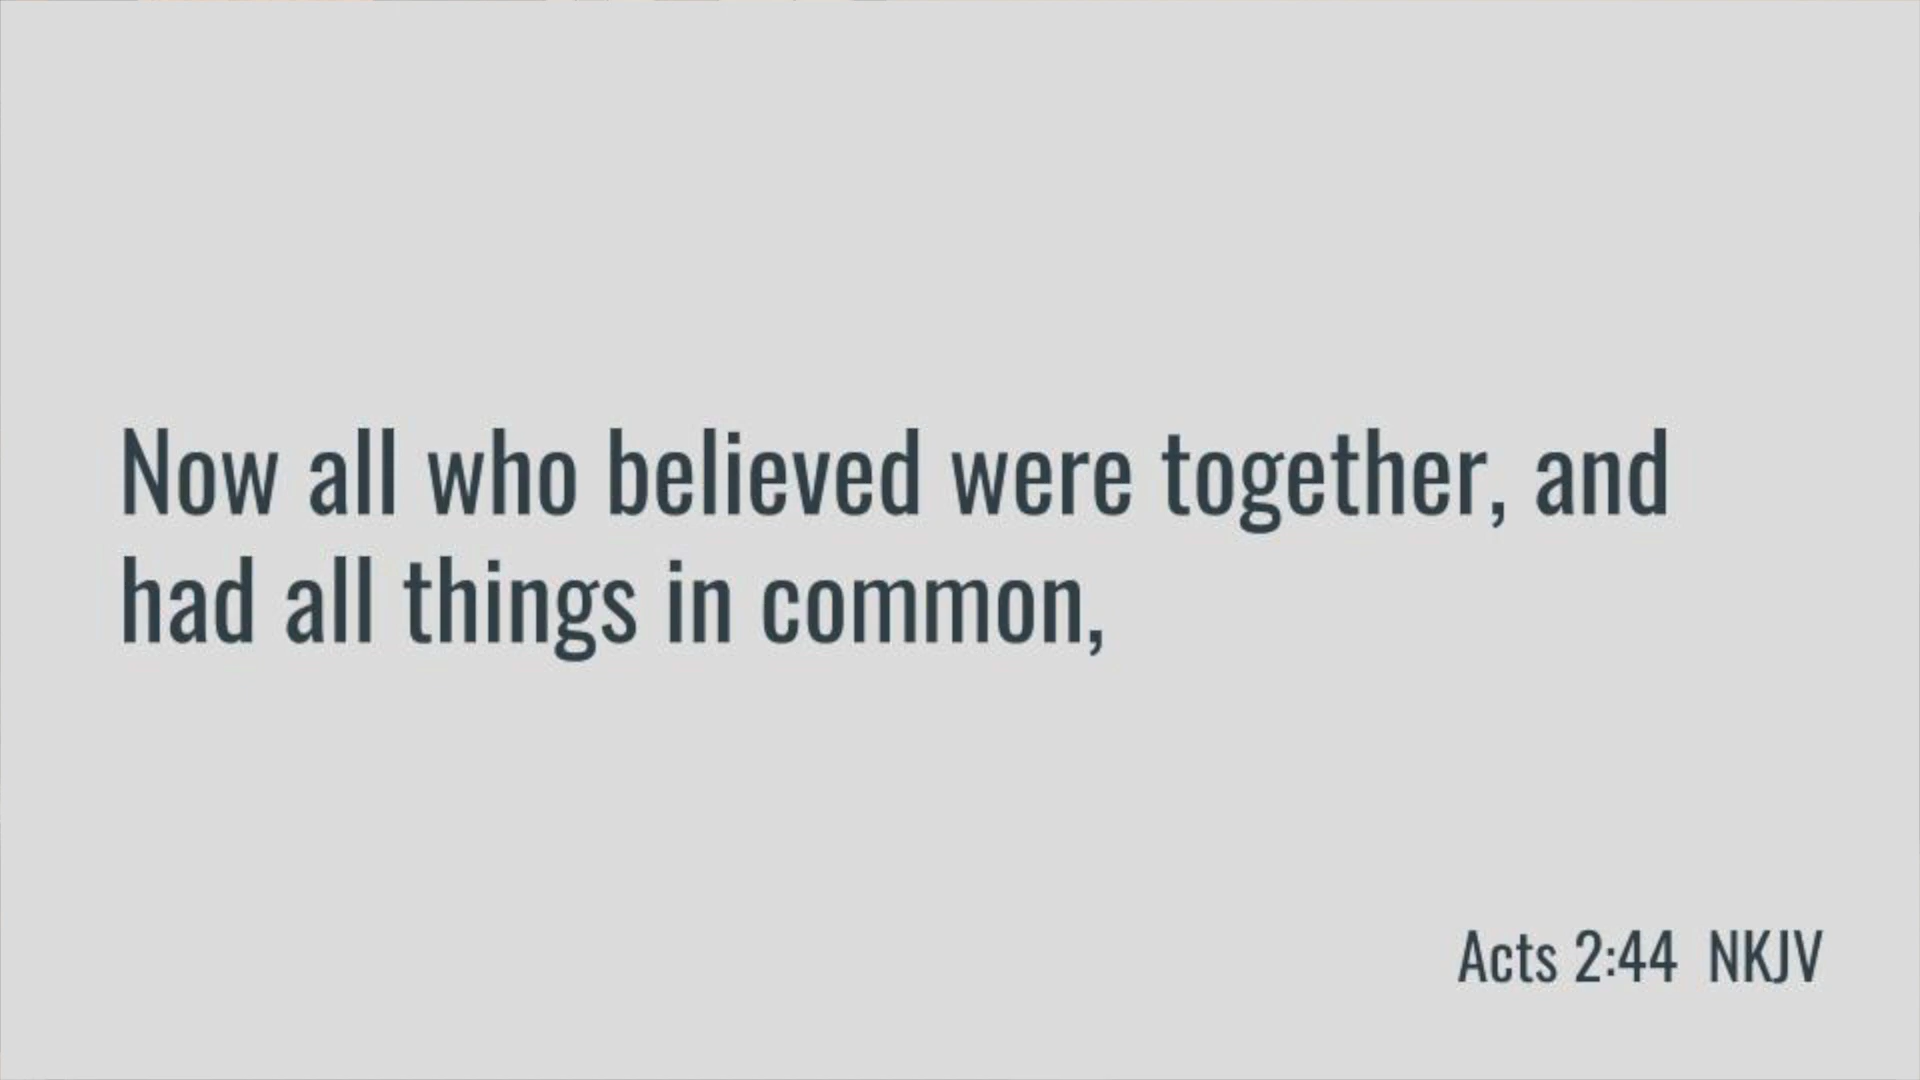 Now all who believed were together, and
had all things in common,
Acts 2:44 NKJV